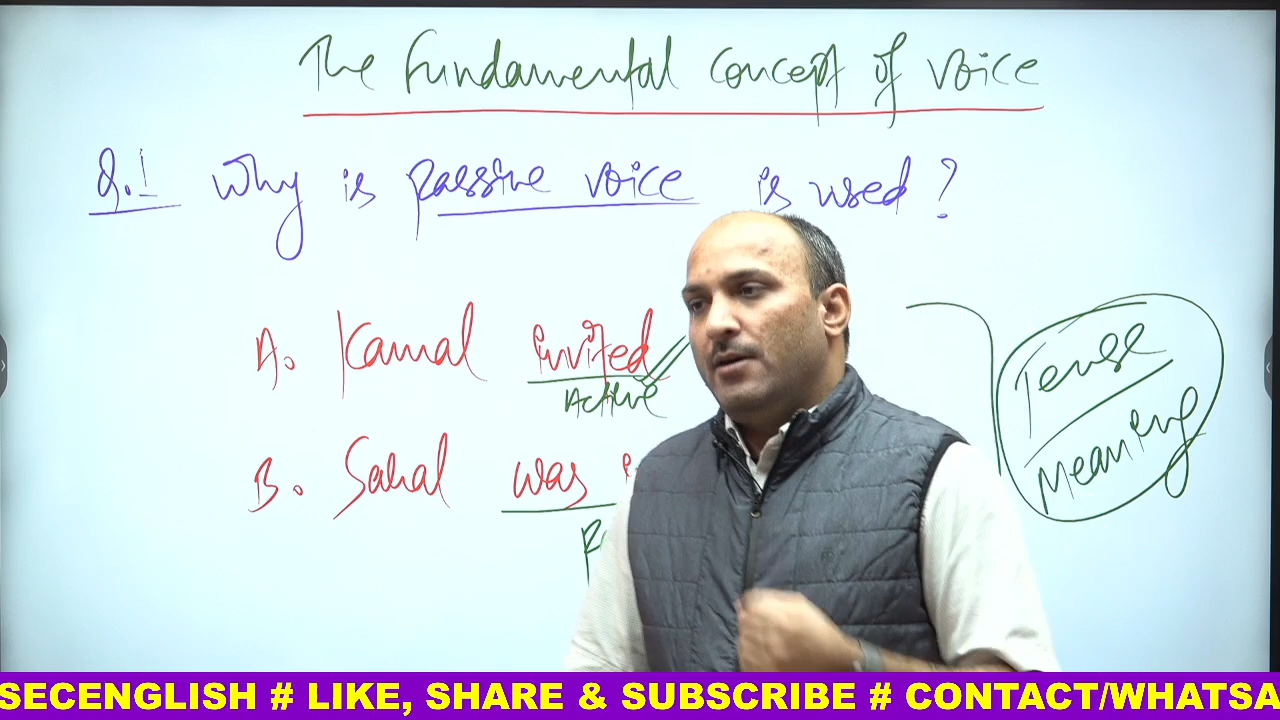 The Fundamental Concept of Voice
Q.1 Why is passive voice is used?
A. Kamal invited
Active
B. Sahal was
Tense
Meaning
SECENGLISH # LIKE, SHARE & SUBSCRIBE # CONTACT/WHATSA